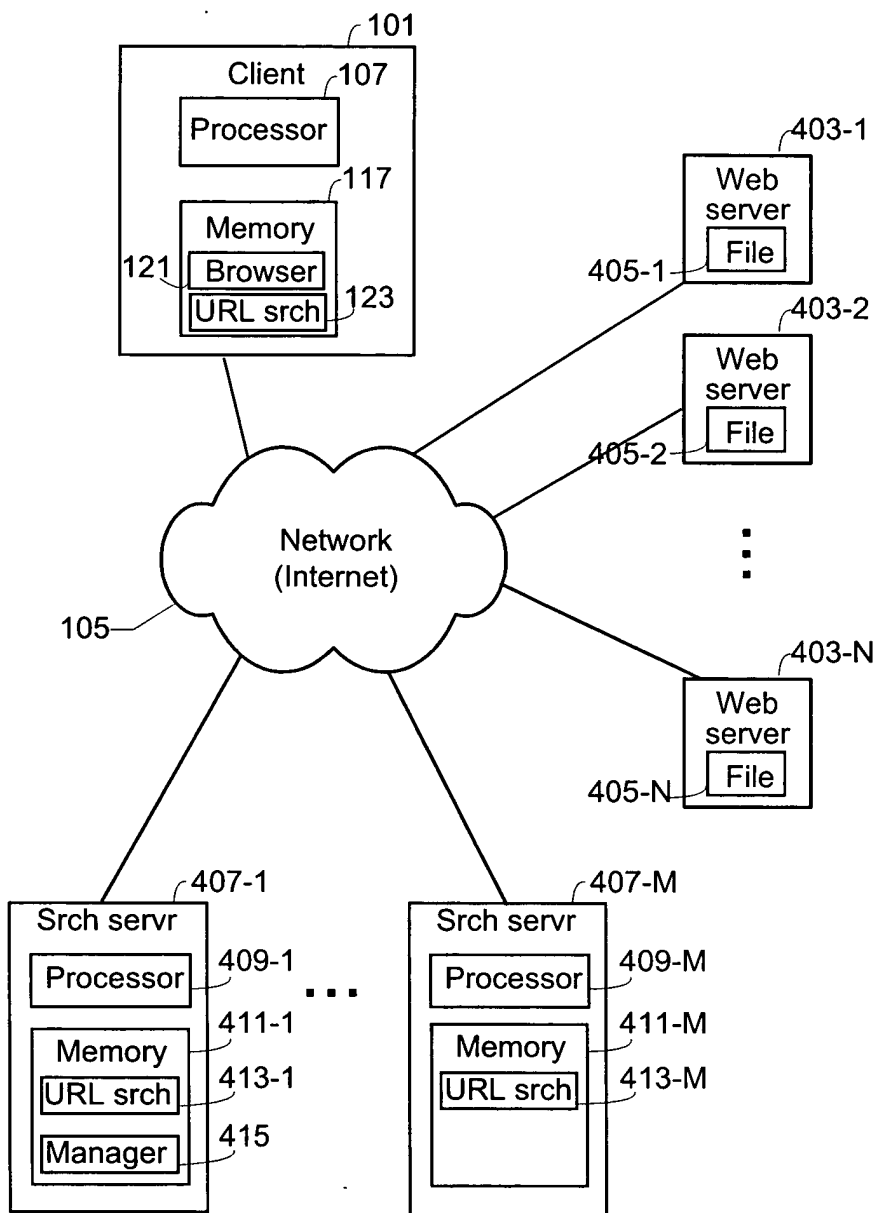 101
Client
107
Processor
117
Memory
121
Browser
URL srch
123
403-1
Web
server
File
405-1
403-2
Web
server
File
405-2
Network
(Internet)
105
403-N
Web
server
File
405-N
407-1
Srch servr
Processor
409-1
411-1
Memory
URL srch
413-1
Manager
415
407-M
Srch servr
Processor
409-M
411-M
Memory
URL srch
413-M